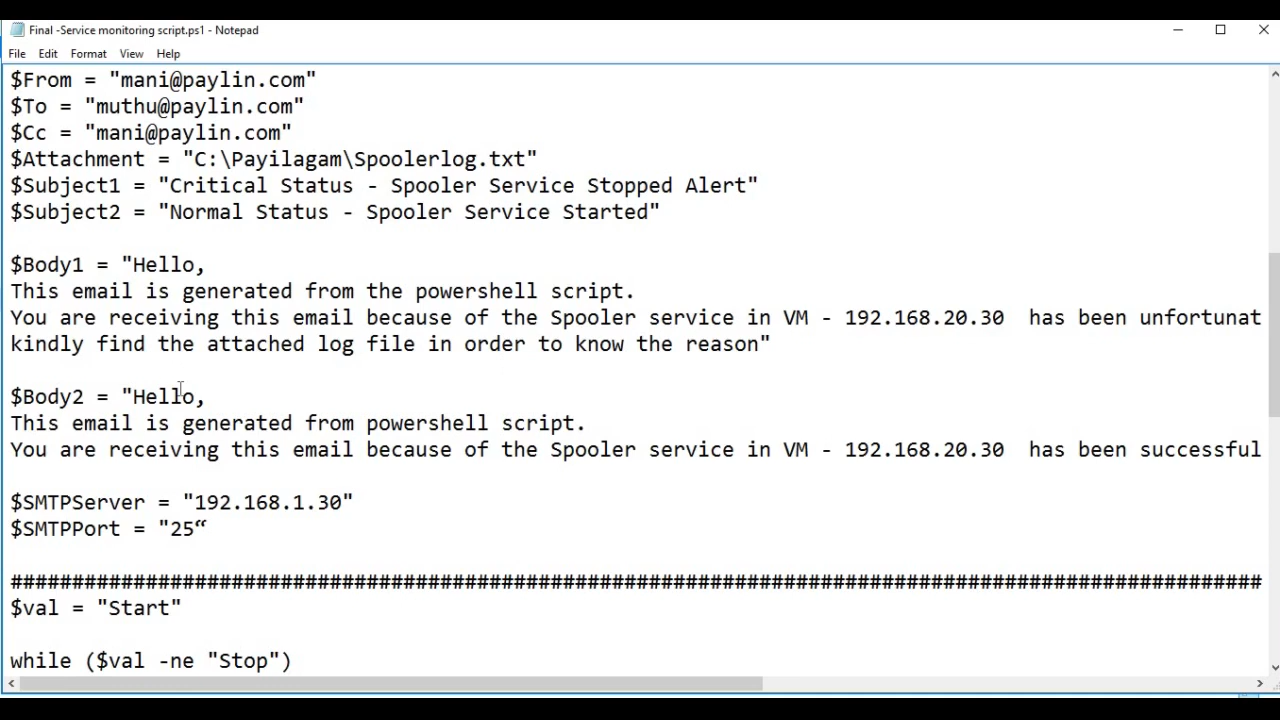 Final -Service monitoring script.ps1 - Notepad
File Edit Format View Help
$From = "mani@paylin.com"
$To = "muthu@paylin.com"
$Cc = "mani@paylin.com"
$Attachment = "C:\Payilagam\Spoolerlog.txt"
$Subject1 = "Critical Status - Spooler Service Stopped Alert"
$Subject2 = "Normal Status - Spooler Service Started"
$Body1 = "Hello,
This email is generated from the powershell script.
You are receiving this email because of the Spooler service in VM - 192.168.20.30  has been unfortunat
kindly find the attached log file in order to know the reason"
$Body2 = "Hello,
This email is generated from powershell script.
You are receiving this email because of the Spooler service in VM - 192.168.20.30  has been successful
$SMTPServer = "192.168.1.30"
$SMTPPort = "25“
######################################################################################################
$val = "Start"
while ($val -ne "Stop")